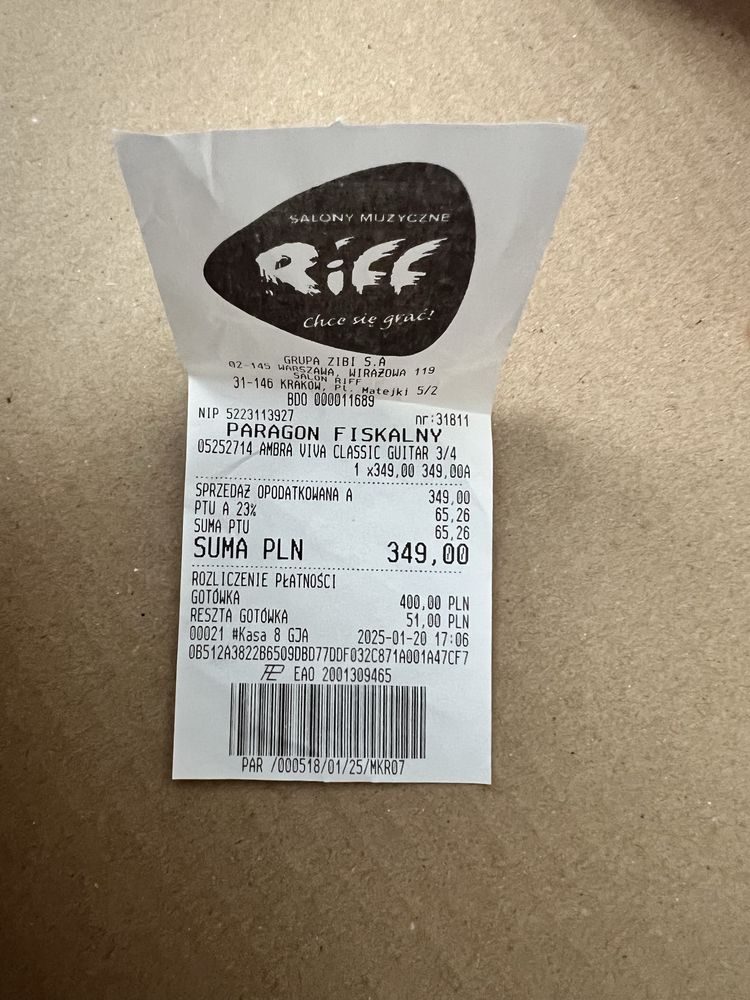 SALONY MUZYCZNE
Riff
Chce się grać!
GRUPA ZIBI S.A
02-145 WARSZAWA, WIRAŻOWA 119
SALON RIFF
31-146 KRAKÓW, Pl. Matejki 5/2
BDO 000011689
NIP 5223113927 nr:31811
PARAGON FISKALNY
05252714 AMBRA VIVA CLASSIC GUITAR 3/4
1 x349,00 349,00A
SPRZEDAŻ OPODATKOWANA A 349,00
PTU A 23% 65,26
SUMA PTU 65,26
SUMA PLN 349,00
ROZLICZENIE PŁATNOŚCI
GOTÓWKA 400,00 PLN
RESZTA GOTÓWKA 51,00 PLN
00021 #Kasa 8 GJA 2025-01-20 17:06
0B512A3822B6509DBD77DDF032C871A001A47CF7
EAO 2001309465
PAR /000518/01/25/MKR07